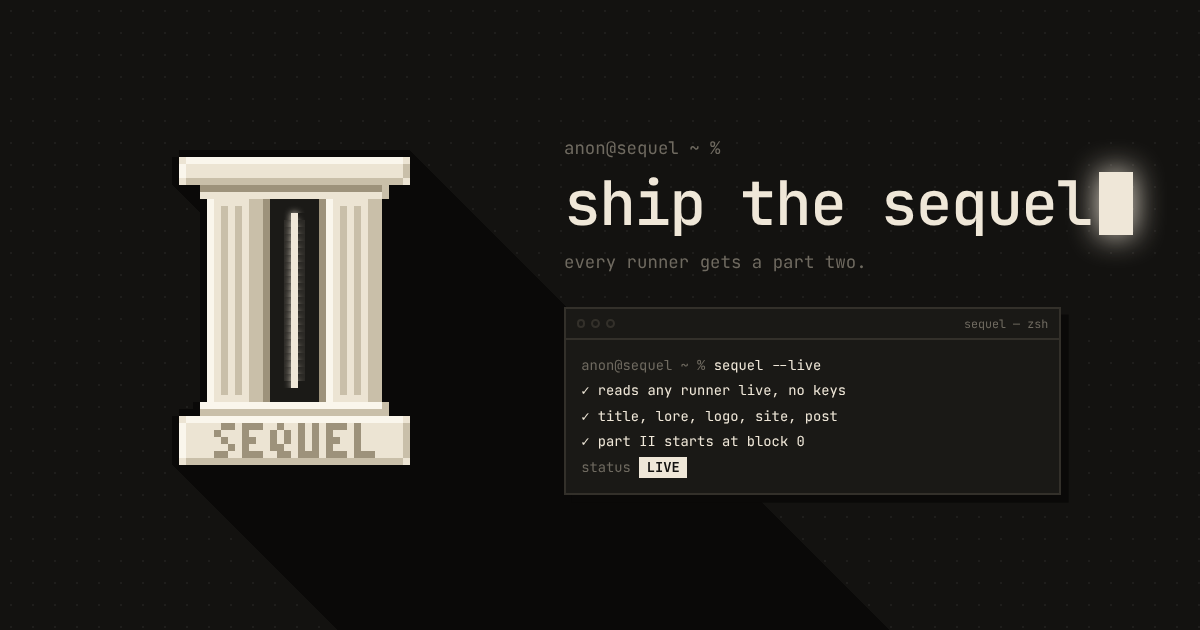 SEQUEL
anon@sequel ~ %
ship the sequel
every runner gets a part two.
sequel — zsh
anon@sequel ~ % sequel --live
✓ reads any runner live, no keys
✓ title, lore, logo, site, post
✓ part II starts at block 0
status LIVE